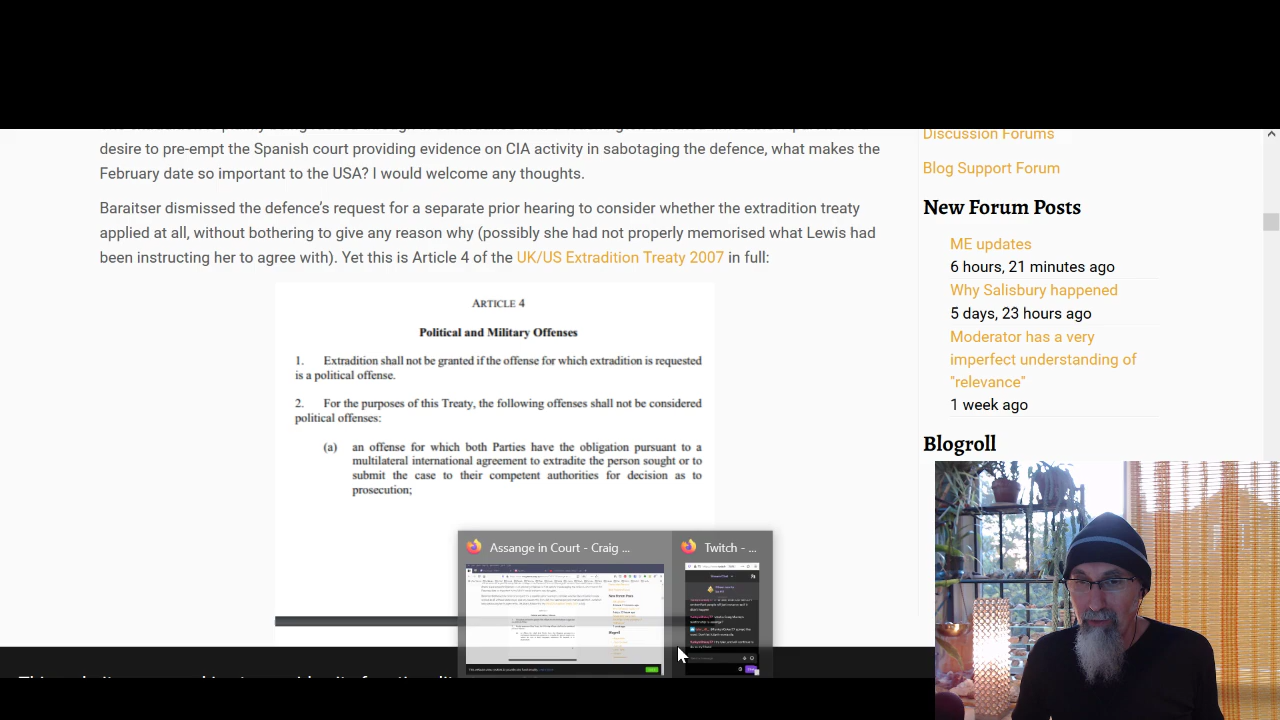 desire to pre-empt the Spanish court providing evidence on CIA activity in sabotaging the defence, what makes the
February date so important to the USA? I would welcome any thoughts.
Baraitser dismissed the defence’s request for a separate prior hearing to consider whether the extradition treaty
applied at all, without bothering to give any reason why (possibly she had not properly memorised what Lewis had
been instructing her to agree with). Yet this is Article 4 of the UK/US Extradition Treaty 2007 in full:
ARTICLE 4
Political and Military Offenses
1. Extradition shall not be granted if the offense for which extradition is requested
is a political offense.
2. For the purposes of this Treaty, the following offenses shall not be considered
political offenses:
(a) an offense for which both Parties have the obligation pursuant to a
multilateral international agreement to extradite the person sought or to
submit the case to their competent authorities for decision as to
prosecution;
Assange in Court - Craig ...
Twitch - ...
Discussion Forums
Blog Support Forum
New Forum Posts
ME updates
6 hours, 21 minutes ago
Why Salisbury happened
5 days, 23 hours ago
Moderator has a very
imperfect understanding of
"relevance"
1 week ago
Blogroll